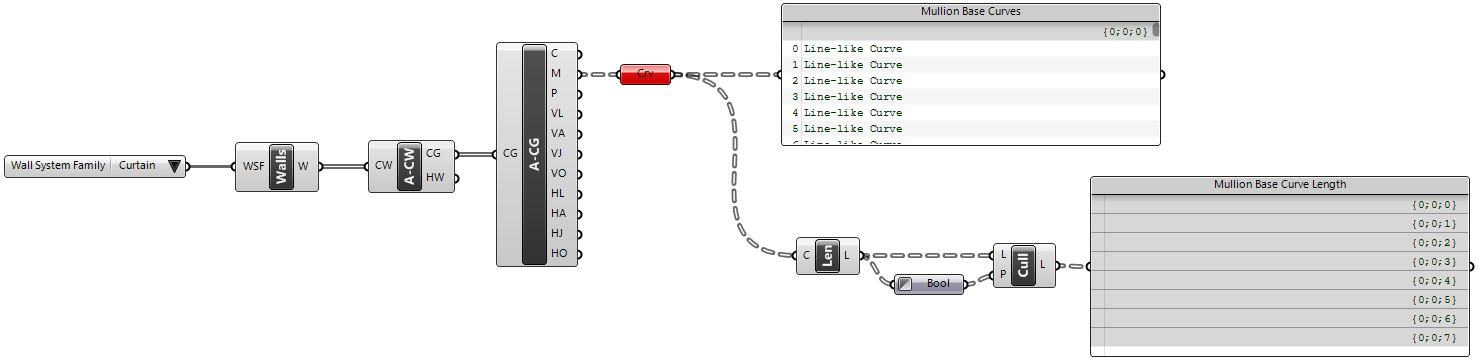 Wall System Family Curtain
WSF Walls W
CW A-CW CG HW
CG A-CG C M P VL VA VJ VO HL HA HJ HO
Crv
Mullion Base Curves
{0;0;0}
0 Line-like Curve
1 Line-like Curve
2 Line-like Curve
3 Line-like Curve
4 Line-like Curve
5 Line-like Curve
6 Line-like Curve
C Len L
Bool
L P Cull L
Mullion Base Curve Length
{0;0;0}
{0;0;1}
{0;0;2}
{0;0;3}
{0;0;4}
{0;0;5}
{0;0;6}
{0;0;7}